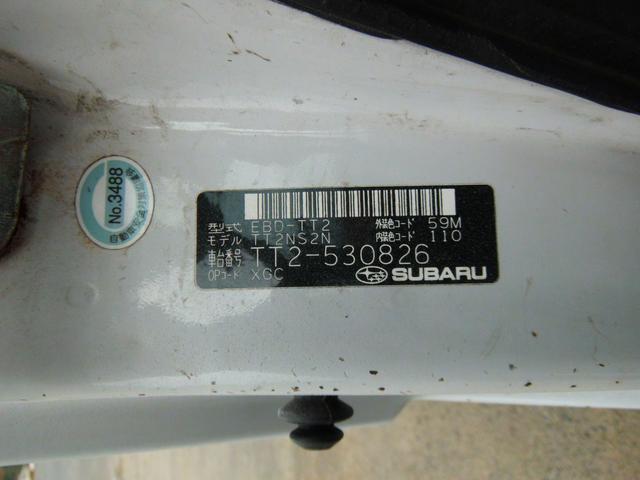 No.3488
型式 EBD-TT2 外装色コード 59M
モデル TT2NS2N 内装色コード 110
車台番号 TT2-530826
OPコード XGC SUBARU